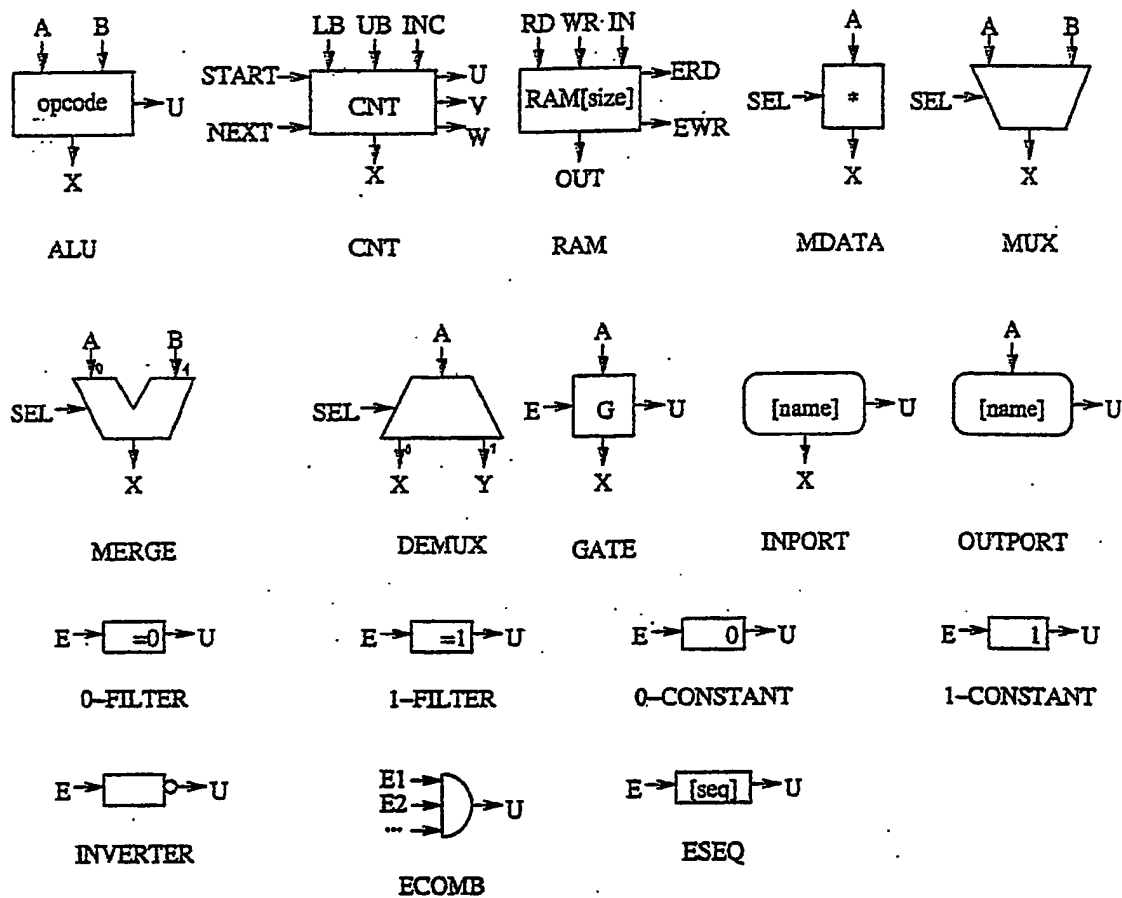 A B LB UB INC RD WR IN A A B
START U ERD
opcode U CNT V RAM[size] SEL * SEL
NEXT W EWR
X X OUT X X
ALU CNT RAM MDATA MUX
A B A A A
0 1
SEL SEL E G U [name] U [name] U
0 1
X X Y X X
MERGE DEMUX GATE INPORT OUTPORT
E =0 U E =1 U E 0 U E 1 U
0–FILTER 1–FILTER 0–CONSTANT 1–CONSTANT
E U E1 E [seq] U
E2 U
...
INVERTER ECOMB ESEQ